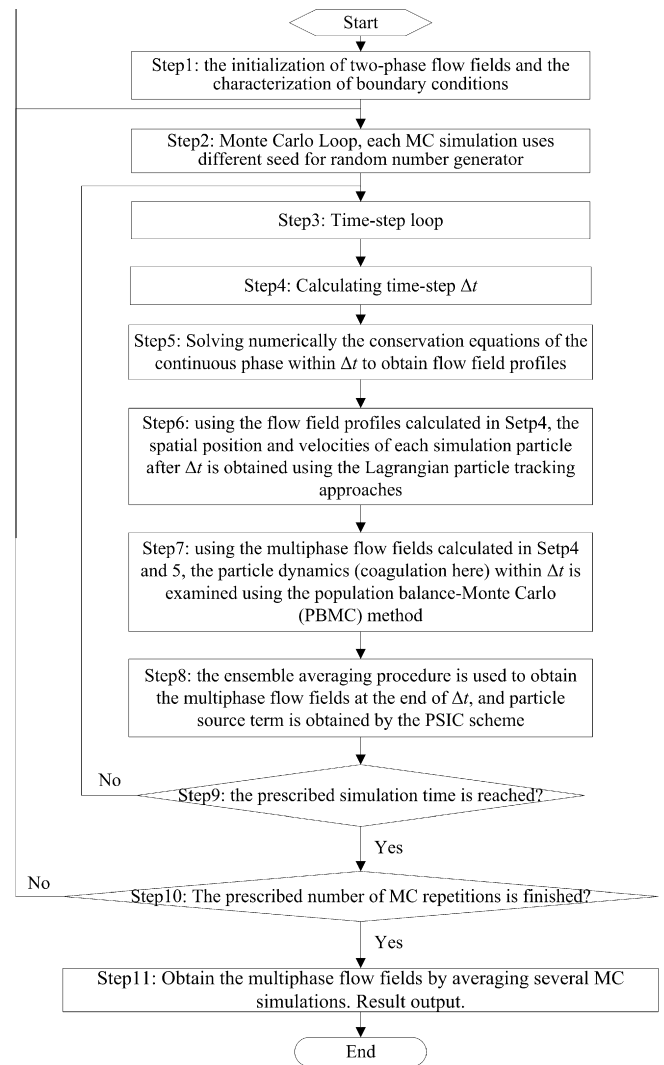 Start
Step1: the initialization of two-phase flow fields and the
characterization of boundary conditions
Step2: Monte Carlo Loop, each MC simulation uses
different seed for random number generator
Step3: Time-step loop
Step4: Calculating time-step Δt
Step5: Solving numerically the conservation equations of the
continuous phase within Δt to obtain flow field profiles
Step6: using the flow field profiles calculated in Setp4, the
spatial position and velocities of each simulation particle
after Δt is obtained using the Lagrangian particle tracking
approaches
Step7: using the multiphase flow fields calculated in Setp4
and 5, the particle dynamics (coagulation here) within Δt is
examined using the population balance-Monte Carlo
(PBMC) method
Step8: the ensemble averaging procedure is used to obtain
the multiphase flow fields at the end of Δt, and particle
source term is obtained by the PSIC scheme
No
Step9: the prescribed simulation time is reached?
Yes
No
Step10: The prescribed number of MC repetitions is finished?
Yes
Step11: Obtain the multiphase flow fields by averaging several MC
simulations. Result output.
End